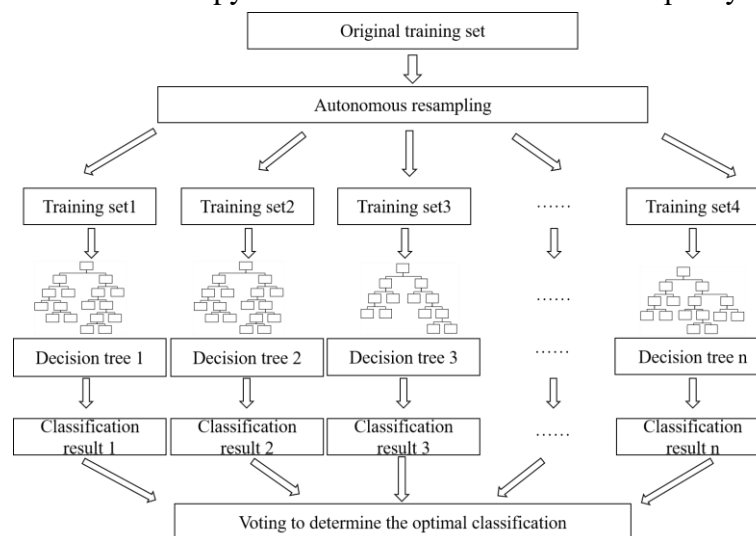 Original training set
Autonomous resampling
Training set1
Training set2
Training set3
......
Training set4
......
Decision tree 1
Decision tree 2
Decision tree 3
......
Decision tree n
Classification
result 1
Classification
result 2
Classification
result 3
......
Classification
result n
Voting to determine the optimal classification